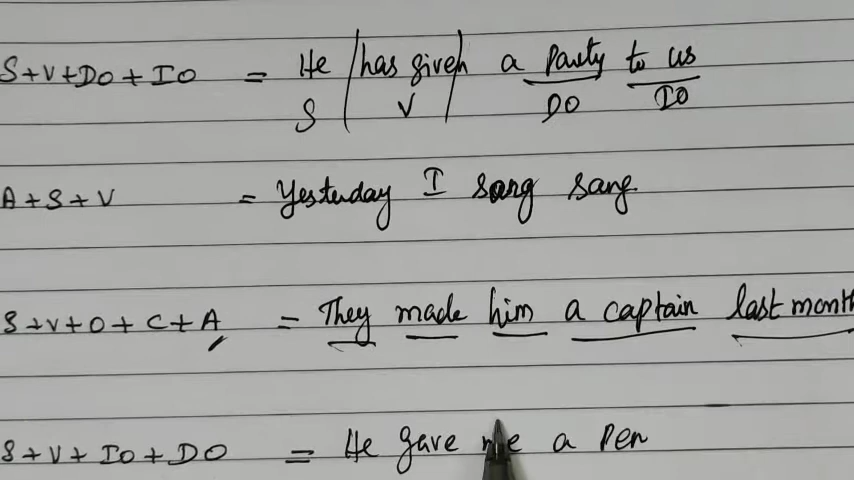 S+V+DO+IO = He has given a party to us
S V DO IO
A+S+V = Yesterday I sang sang
S+V+O+C+A = They made him a captain last month
S+V+IO+DO = He gave me a pen